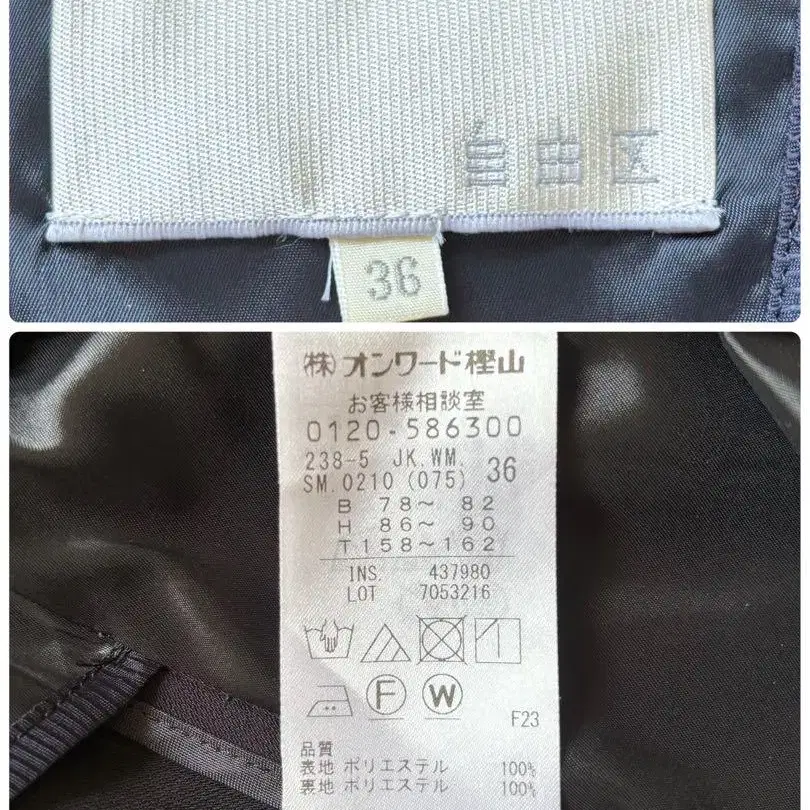 自由区
36
㈱オンワード樫山
お客様相談室
0120-586300
238-5 JK.WM.
SM.0210 (075) 36
B 78～ 82
H 86～ 90
T158～162
INS. 437980
LOT 7053216
F W
F23
品質
表地 ポリエステル 100%
裏地 ポリエステル 100%